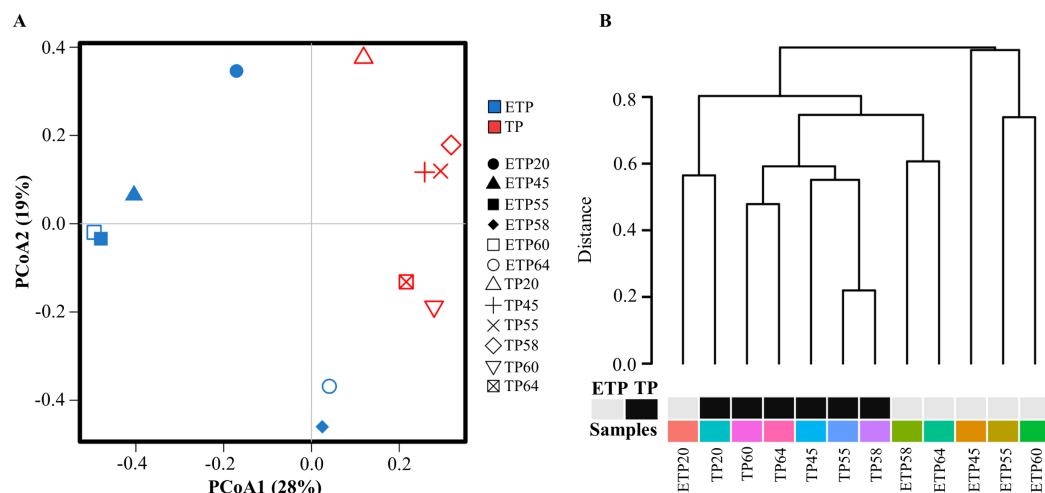 A
0.4
0.2
0.0
-0.2
-0.4
PCoA2 (19%)
-0.4
-0.2
0.0
0.2
PCoA1 (28%)
ETP
TP
ETP20
ETP45
ETP55
ETP58
ETP60
ETP64
TP20
TP45
TP55
TP58
TP60
TP64
B
0.8
0.6
0.4
0.2
0.0
Distance
ETP TP
Samples
ETP20
TP20
TP60
TP64
TP45
TP55
TP58
ETP58
ETP64
ETP45
ETP55
ETP60